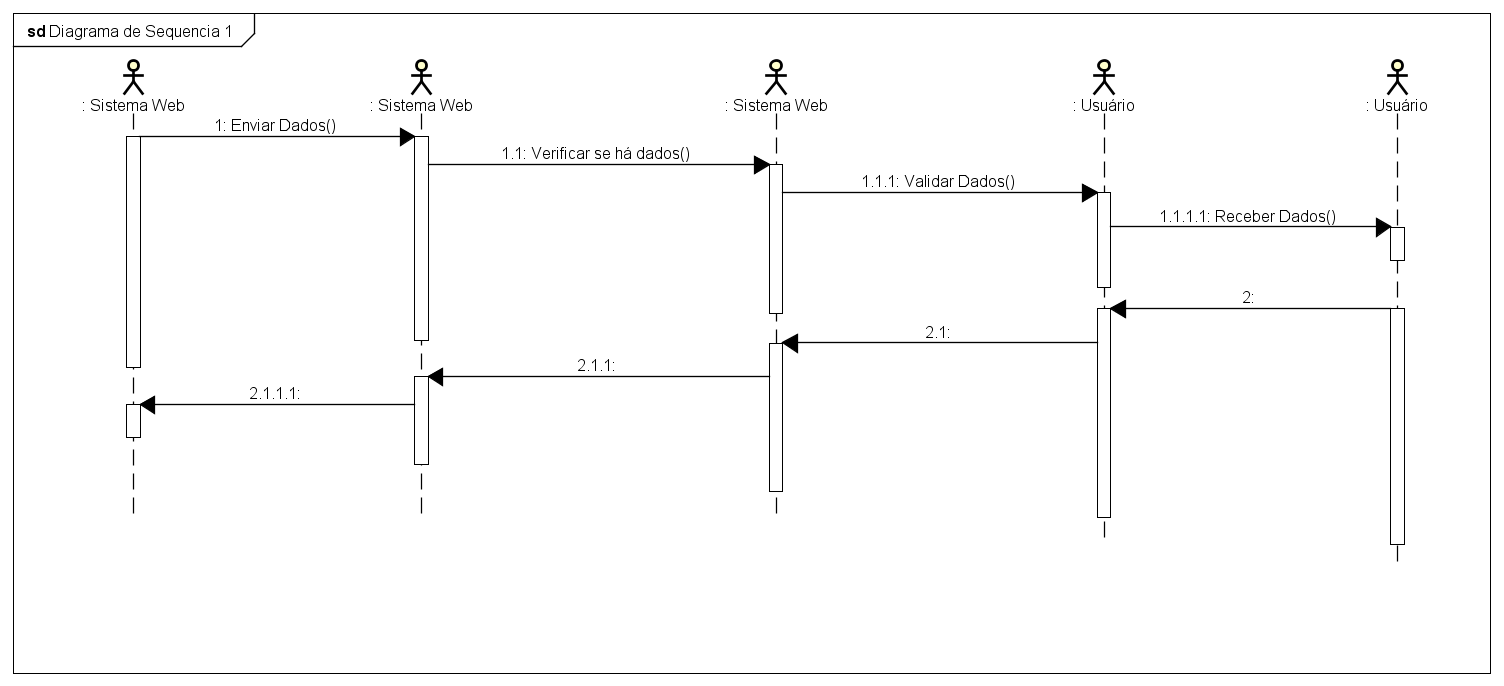 sd Diagrama de Sequencia 1
: Sistema Web
: Sistema Web
: Sistema Web
: Usuário
: Usuário
1: Enviar Dados()
1.1: Verificar se há dados()
1.1.1: Validar Dados()
1.1.1.1: Receber Dados()
2:
2.1:
2.1.1:
2.1.1.1: